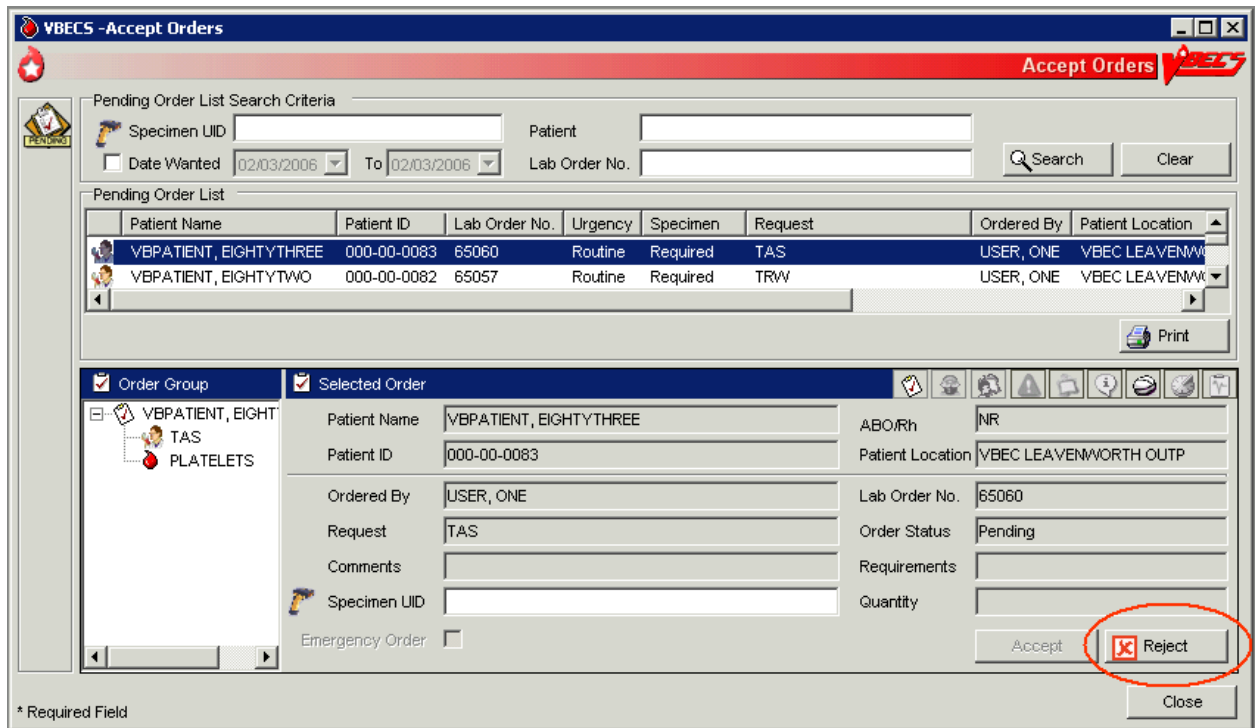 VBECS -Accept Orders
Accept Orders VBECS
PENDING
Pending Order List Search Criteria
Specimen UID Patient
Date Wanted 02/03/2006 To 02/03/2006 Lab Order No. Search Clear
Pending Order List
Patient Name Patient ID Lab Order No. Urgency Specimen Request Ordered By Patient Location
VBPATIENT, EIGHTYTHREE 000-00-0083 65060 Routine Required TAS USER, ONE VBEC LEAVENW
VBPATIENT, EIGHTYTWO 000-00-0082 65057 Routine Required TRW USER, ONE VBEC LEAVENW
Print
Order Group Selected Order
VBPATIENT, EIGHT
TAS
PLATELETS
Patient Name VBPATIENT, EIGHTYTHREE ABO/Rh NR
Patient ID 000-00-0083 Patient Location VBEC LEAVENWORTH OUTP
Ordered By USER, ONE Lab Order No. 65060
Request TAS Order Status Pending
Comments Requirements
Specimen UID Quantity
Emergency Order Accept Reject
* Required Field Close